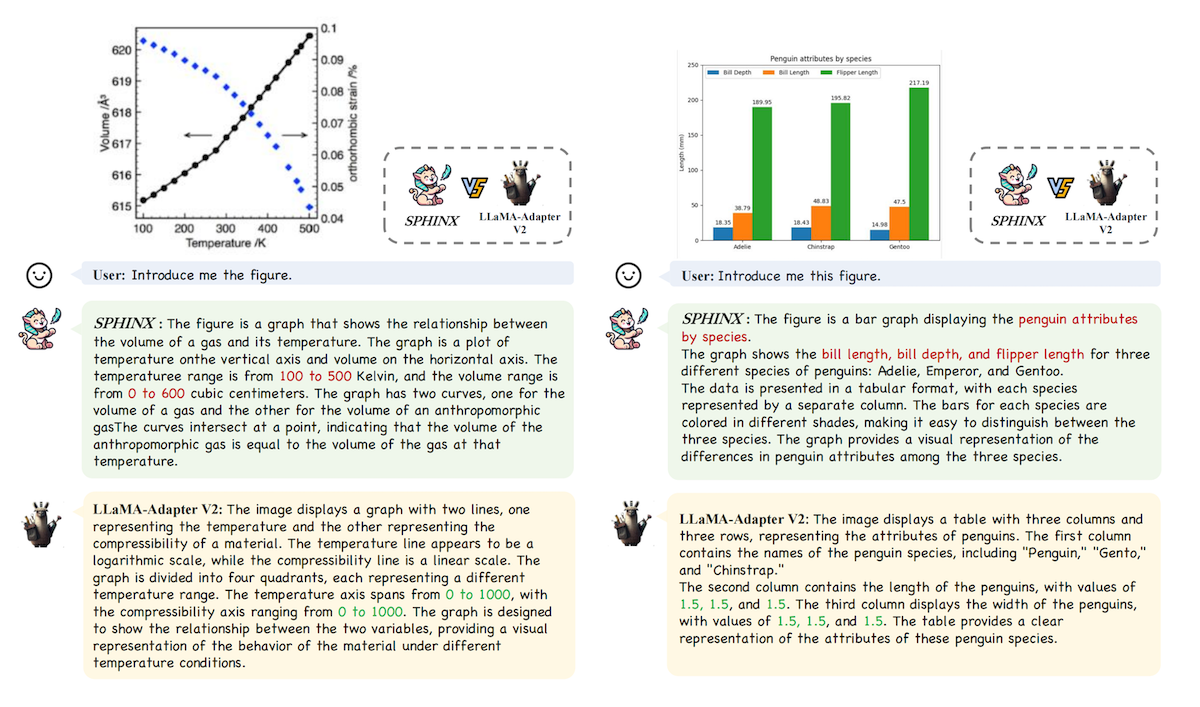 620
619
618
617
616
615
Volume /Å³
0.1
0.09
0.08
0.07
0.06
0.05
0.04
orthorhombic strain /%
100 200 300 400 500
Temperature /K
VS
SPHINX
LLaMA-Adapter
V2
User: Introduce me the figure.
SPHINX : The figure is a graph that shows the relationship between
the volume of a gas and its temperature. The graph is a plot of
temperature onthe vertical axis and volume on the horizontal axis. The
temperaturee range is from 100 to 500 Kelvin, and the volume range is
from 0 to 600 cubic centimeters. The graph has two curves, one for the
volume of a gas and the other for the volume of an anthropomorphic
gasThe curves intersect at a point, indicating that the volume of the
anthropomorphic gas is equal to the volume of the gas at that
temperature.
LLaMA-Adapter V2: The image displays a graph with two lines, one
representing the temperature and the other representing the
compressibility of a material. The temperature line appears to be a
logarithmic scale, while the compressibility line is a linear scale. The
graph is divided into four quadrants, each representing a different
temperature range. The temperature axis spans from 0 to 1000, with
the compressibility axis ranging from 0 to 1000. The graph is designed
to show the relationship between the two variables, providing a visual
representation of the behavior of the material under different
temperature conditions.
Penguin attributes by species
Bill Depth Bill Length Flipper Length
250
200
150
100
50
0
Length (mm)
18.35 38.79 189.95
18.43 48.83 195.82
14.98 47.5 217.19
Adelie Chinstrap Gentoo
VS
SPHINX
LLaMA-Adapter
V2
User: Introduce me this figure.
SPHINX : The figure is a bar graph displaying the penguin attributes
by species.
The graph shows the bill length, bill depth, and flipper length for three
different species of penguins: Adelie, Emperor, and Gentoo.
The data is presented in a tabular format, with each species
represented by a separate column. The bars for each species are
colored in different shades, making it easy to distinguish between the
three species. The graph provides a visual representation of the
differences in penguin attributes among the three species.
LLaMA-Adapter V2: The image displays a table with three columns and
three rows, representing the attributes of penguins. The first column
contains the names of the penguin species, including "Penguin," "Gento,"
and "Chinstrap."
The second column contains the length of the penguins, with values of
1.5, 1.5, and 1.5. The third column displays the width of the penguins,
with values of 1.5, 1.5, and 1.5. The table provides a clear
representation of the attributes of these penguin species.